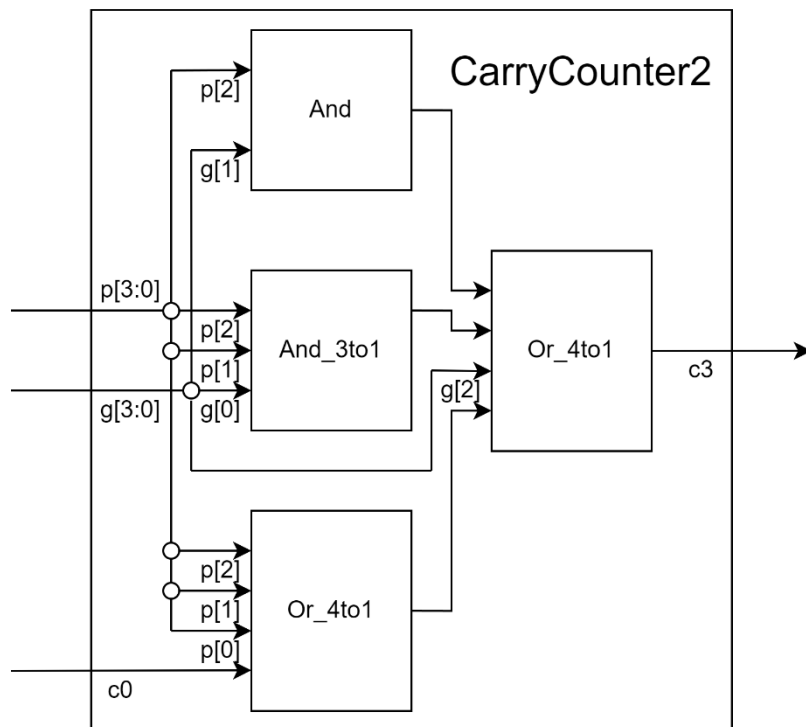 CarryCounter2
p[2]
And
g[1]
p[3:0]
p[2]
And_3to1
p[1]
g[3:0]
g[0]
Or_4to1
g[2]
c3
p[2]
p[1]
Or_4to1
p[0]
c0